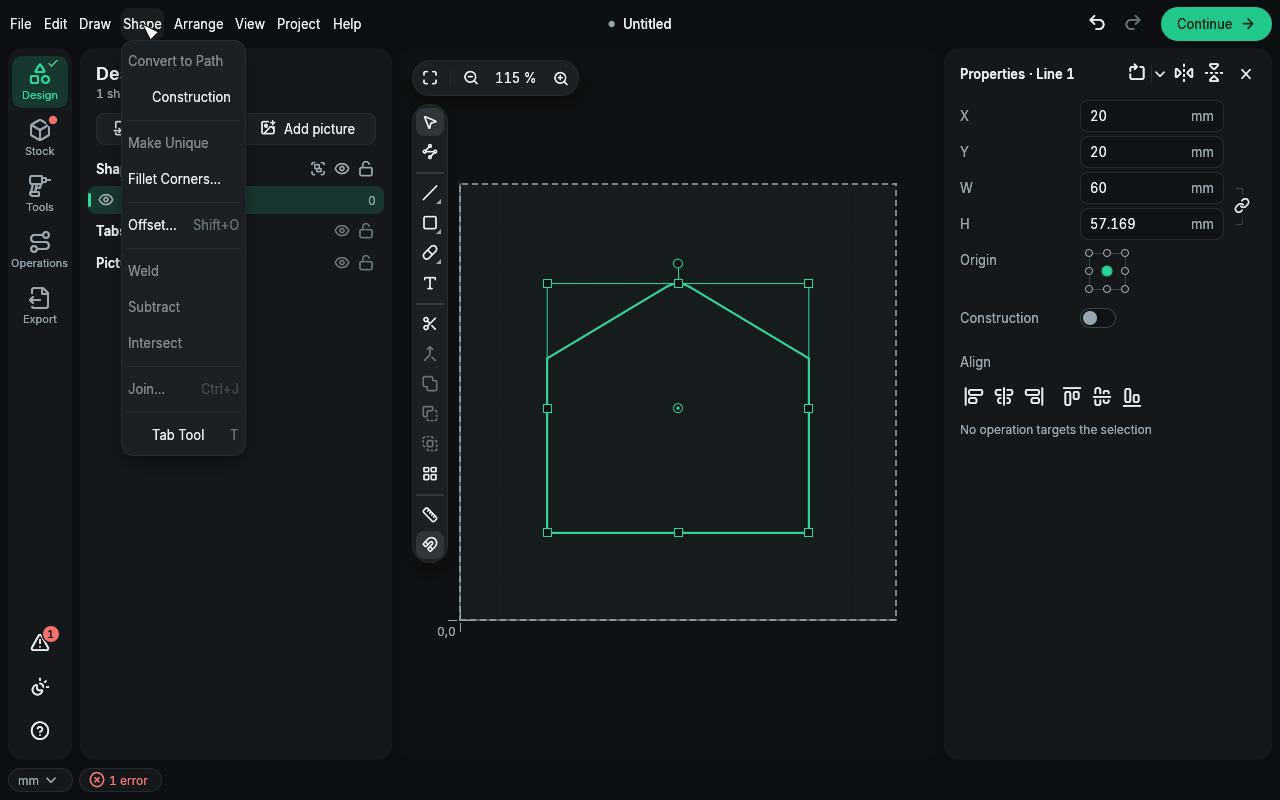 File Edit Draw Shape Arrange View Project Help
Untitled
Continue
Convert to Path
Construction
Make Unique
Fillet Corners...
Offset... Shift+O
Weld
Subtract
Intersect
Join... Ctrl+J
Tab Tool T
Design
Stock
Tools
Operations
Export
1
1 sh
Add picture
0
115 %
0,0
Properties · Line 1
X 20 mm
Y 20 mm
W 60 mm
H 57.169 mm
Origin
Construction
Align
No operation targets the selection
mm
1 error